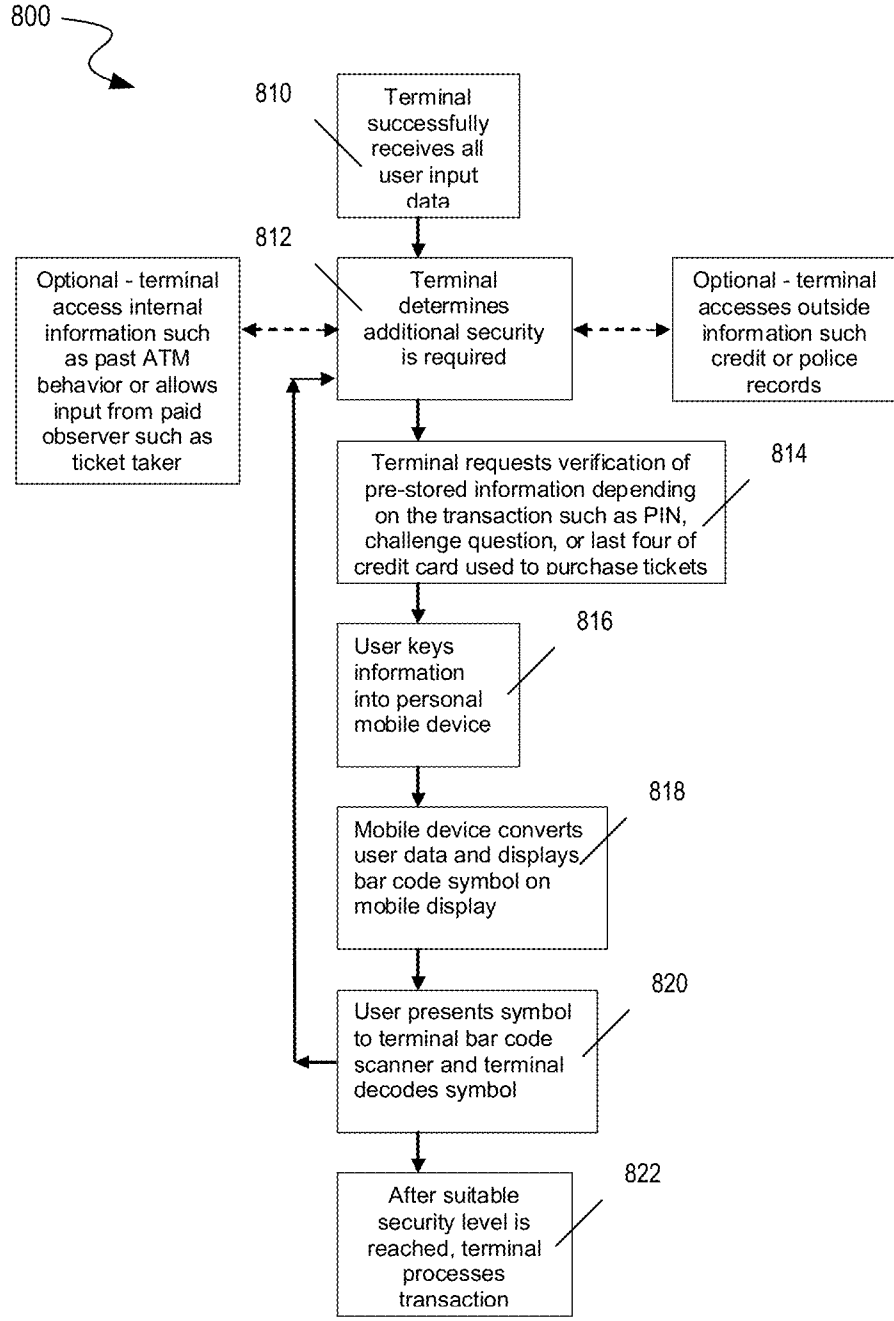 800
810
Terminal
successfully
receives all
user input
data
812
Optional - terminal
access internal
information such
as past ATM
behavior or allows
input from paid
observer such as
ticket taker
Terminal
determines
additional security
is required
Optional - terminal
accesses outside
information such
credit or police
records
Terminal requests verification of
pre-stored information depending
on the transaction such as PIN,
challenge question, or last four of
credit card used to purchase tickets
814
User keys
information
into personal
mobile device
816
Mobile device converts
user data and displays
bar code symbol on
mobile display
818
User presents symbol
to terminal bar code
scanner and terminal
decodes symbol
820
After suitable
security level is
reached, terminal
processes
transaction
822